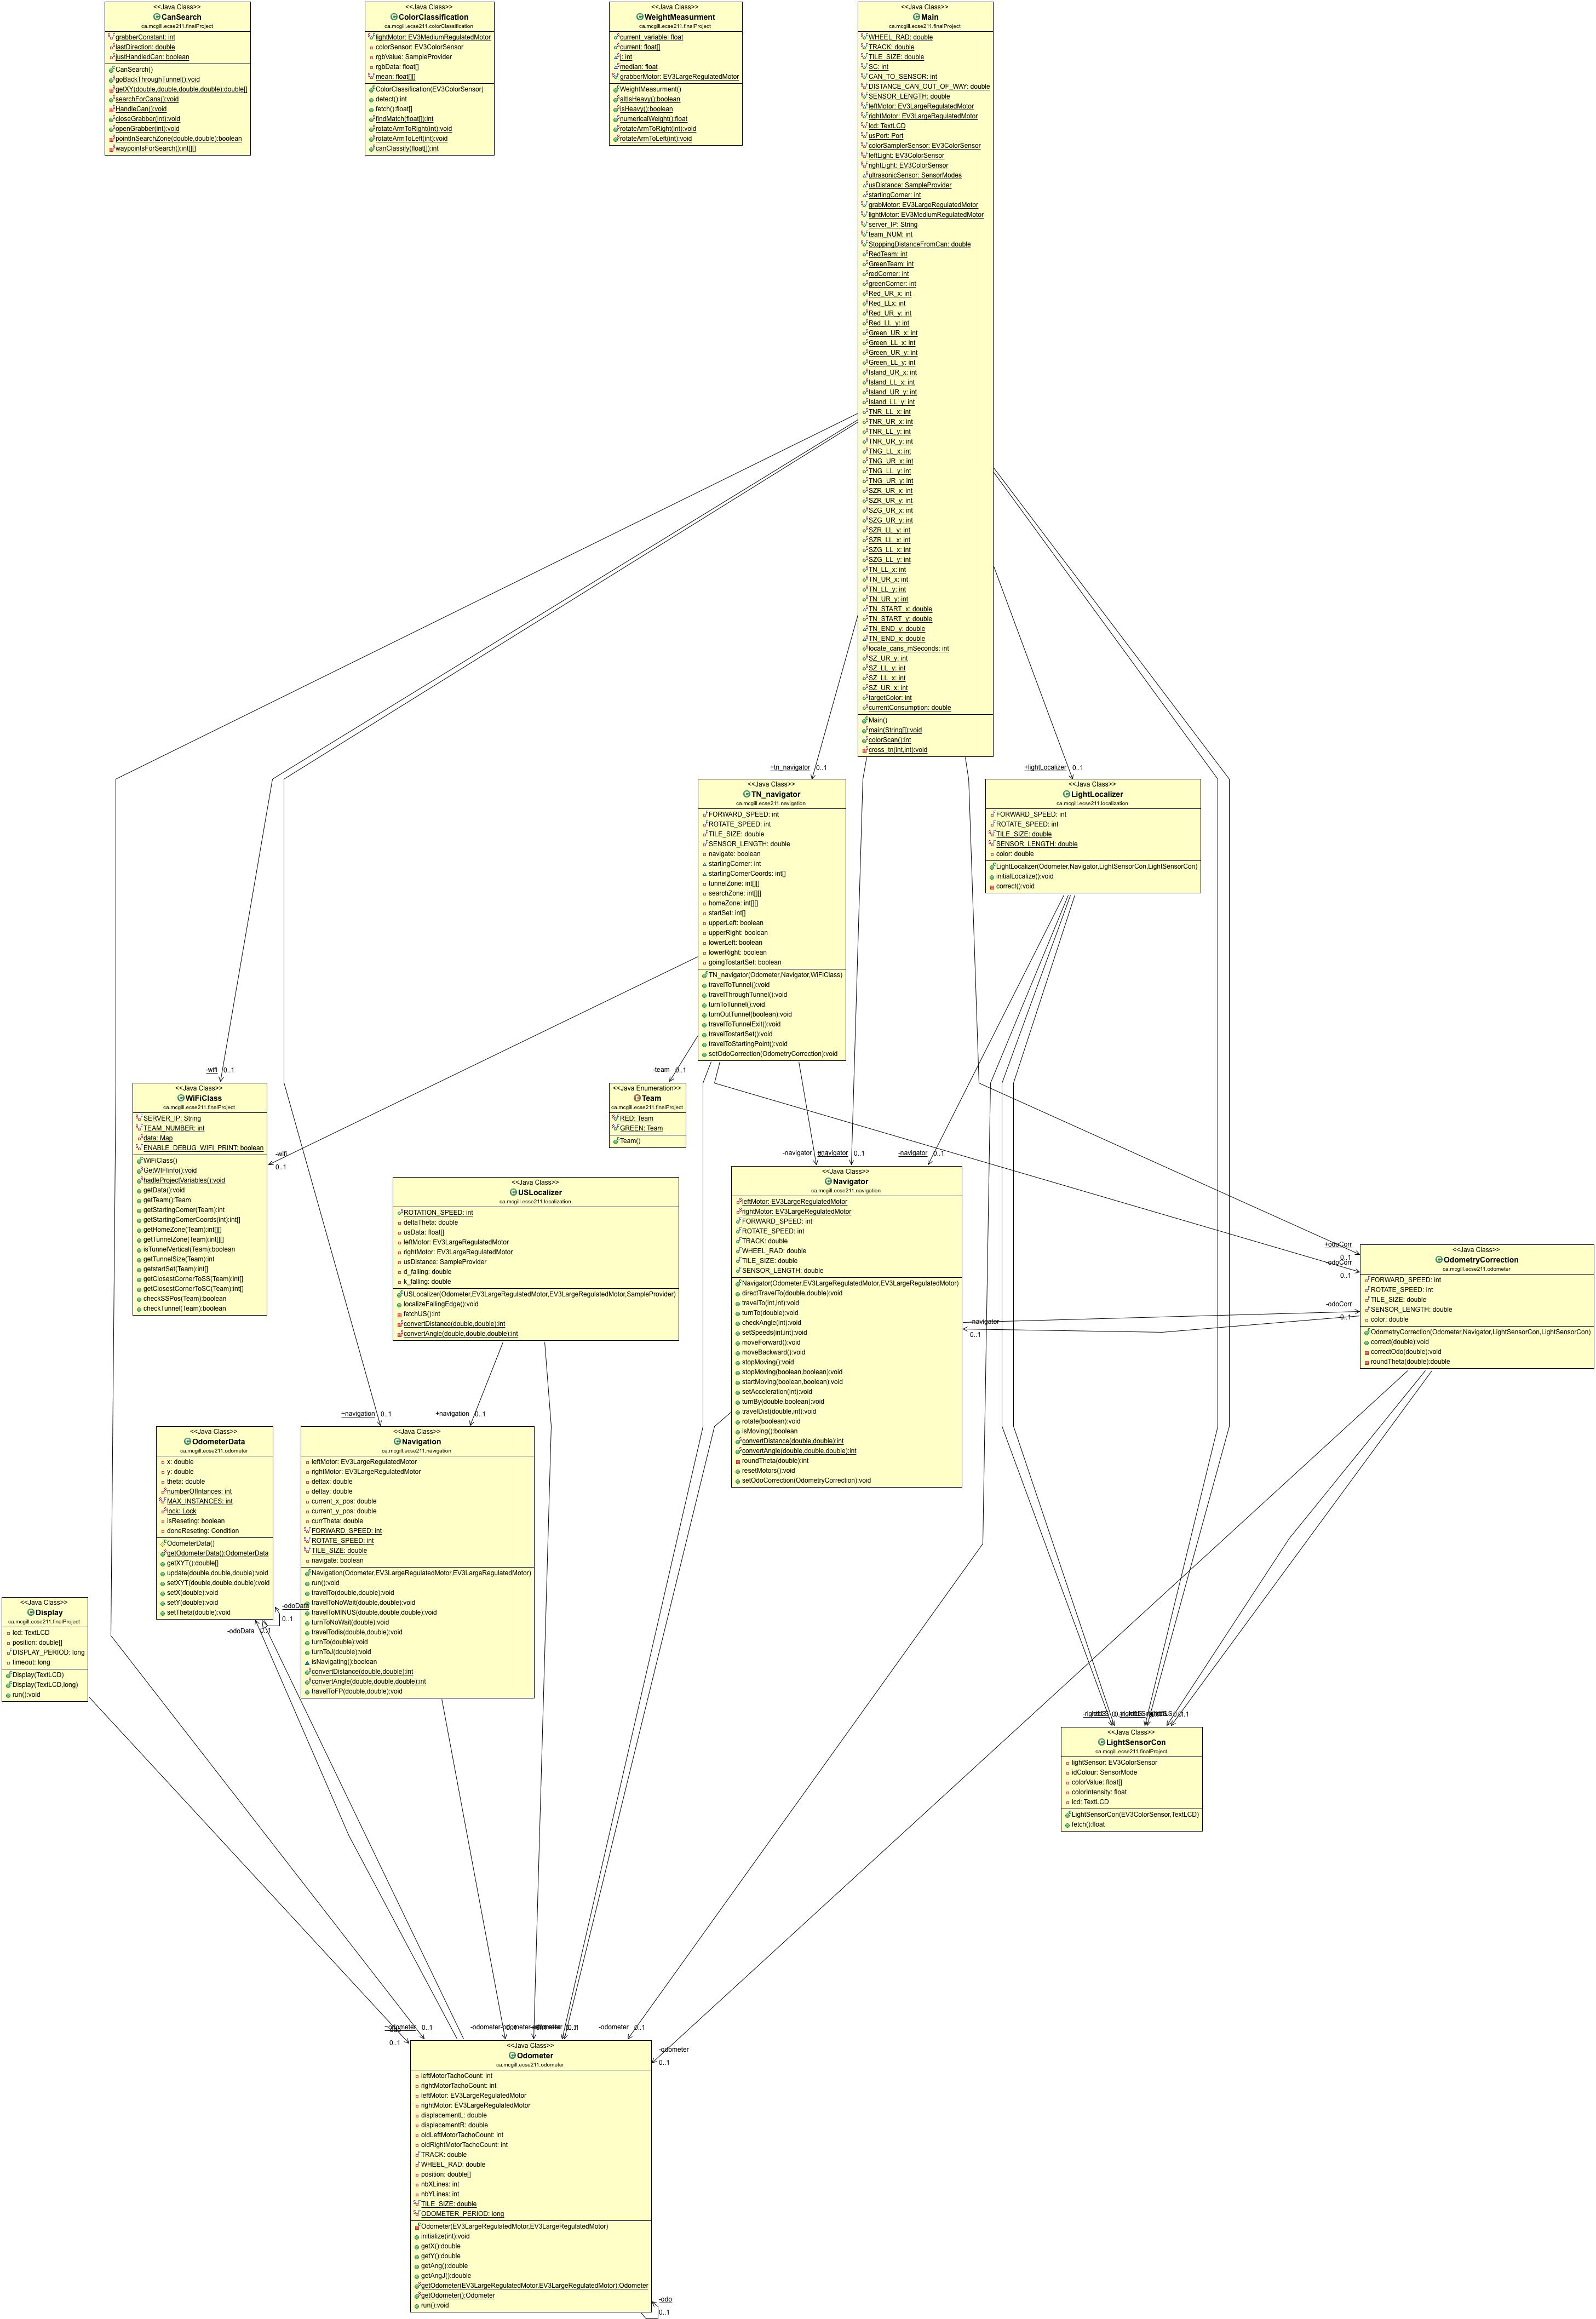 <<Java Class>>
CanSearch
ca.mcgill.ecse211.finalProject
grabberConstant: int
lastDirection: double
justHandledCan: boolean
CanSearch()
goBackThroughTunnel():void
getXY(double,double,double,double):double[]
searchForCans():void
HandleCan():void
closeGrabber(int):void
openGrabber(int):void
pointInSearchZone(double,double):boolean
waypointsForSearch():int[][]
<<Java Class>>
ColorClassification
ca.mcgill.ecse211.colorClassification
lightMotor: EV3MediumRegulatedMotor
colorSensor: EV3ColorSensor
rgbValue: SampleProvider
rgbData: float[]
mean: float[][]
ColorClassification(EV3ColorSensor)
detect():int
fetch():float[]
findMatch(float[]):int
rotateArmToRight(int):void
rotateArmToLeft(int):void
canClassify(float[]):int
<<Java Class>>
WeightMeasurment
ca.mcgill.ecse211.finalProject
current_variable: float
current: float[]
i: int
median: float
grabberMotor: EV3LargeRegulatedMotor
WeightMeasurment()
altIsHeavy():boolean
isHeavy():boolean
numericalWeight():float
rotateArmToRight(int):void
rotateArmToLeft(int):void
<<Java Class>>
Main
ca.mcgill.ecse211.finalProject
WHEEL_RAD: double
TRACK: double
TILE_SIZE: double
SC: int
CAN_TO_SENSOR: int
DISTANCE_CAN_OUT_OF_WAY: double
SENSOR_LENGTH: double
leftMotor: EV3LargeRegulatedMotor
rightMotor: EV3LargeRegulatedMotor
lcd: TextLCD
usPort: Port
colorSamplerSensor: EV3ColorSensor
leftLight: EV3ColorSensor
rightLight: EV3ColorSensor
ultrasonicSensor: SensorModes
usDistance: SampleProvider
startingCorner: int
grabMotor: EV3LargeRegulatedMotor
lightMotor: EV3MediumRegulatedMotor
server_IP: String
team_NUM: int
StoppingDistanceFromCan: double
RedTeam: int
GreenTeam: int
redCorner: int
greenCorner: int
Red_UR_x: int
Red_LLx: int
Red_UR_y: int
Red_LL_y: int
Green_UR_x: int
Green_LL_x: int
Green_UR_y: int
Green_LL_y: int
Island_UR_x: int
Island_LL_x: int
Island_UR_y: int
Island_LL_y: int
TNR_LL_x: int
TNR_UR_x: int
TNR_LL_y: int
TNR_UR_y: int
TNG_LL_x: int
TNG_UR_x: int
TNG_LL_y: int
TNG_UR_y: int
SZR_UR_x: int
SZR_UR_y: int
SZG_UR_x: int
SZG_UR_y: int
SZR_LL_y: int
SZR_LL_x: int
SZG_LL_x: int
SZG_LL_y: int
TN_LL_x: int
TN_UR_x: int
TN_LL_y: int
TN_UR_y: int
TN_START_x: double
TN_START_y: double
TN_END_y: double
TN_END_x: double
locate_cans_mSeconds: int
SZ_UR_y: int
SZ_LL_y: int
SZ_LL_x: int
SZ_UR_x: int
targetColor: int
currentConsumption: double
Main()
main(String[]):void
colorScan():int
cross_tn(int,int):void
+tn_navigator 0..1
+lightLocalizer 0..1
<<Java Class>>
TN_navigator
ca.mcgill.ecse211.navigation
FORWARD_SPEED: int
ROTATE_SPEED: int
TILE_SIZE: double
SENSOR_LENGTH: double
navigate: boolean
startingCorner: int
startingCornerCoords: int[]
tunnelZone: int[][]
searchZone: int[][]
homeZone: int[][]
startSet: int[]
upperLeft: boolean
upperRight: boolean
lowerLeft: boolean
lowerRight: boolean
goingTostartSet: boolean
TN_navigator(Odometer,Navigator,WiFiClass)
travelToTunnel():void
travelThroughTunnel():void
turnToTunnel():void
turnOutTunnel(boolean):void
travelToTunnelExit():void
travelTostartSet():void
travelToStartingPoint():void
setOdoCorrection(OdometryCorrection):void
<<Java Class>>
LightLocalizer
ca.mcgill.ecse211.localization
FORWARD_SPEED: int
ROTATE_SPEED: int
TILE_SIZE: double
SENSOR_LENGTH: double
color: double
LightLocalizer(Odometer,Navigator,LightSensorCon,LightSensorCon)
initialLocalize():void
correct():void
-wifi 0..1
-team 0..1
<<Java Class>>
WiFiClass
ca.mcgill.ecse211.finalProject
SERVER_IP: String
TEAM_NUMBER: int
data: Map
ENABLE_DEBUG_WIFI_PRINT: boolean
WiFiClass()
GetWIFIinfo():void
hadleProjectVariables():void
getData():void
getTeam():Team
getStartingCorner(Team):int
getStartingCornerCoords(int):int[]
getHomeZone(Team):int[][]
getTunnelZone(Team):int[][]
isTunnelVertical(Team):boolean
getTunnelSize(Team):int
getstartSet(Team):int[]
getClosestCornerToSS(Team):int[]
getClosestCornerToSC(Team):int[]
checkSSPos(Team):boolean
checkTunnel(Team):boolean
-wifi
0..1
<<Java Enumeration>>
Team
ca.mcgill.ecse211.finalProject
RED: Team
GREEN: Team
Team()
-navigator
0..1
-navigator 0..1
<<Java Class>>
USLocalizer
ca.mcgill.ecse211.localization
ROTATION_SPEED: int
deltaTheta: double
usData: float[]
leftMotor: EV3LargeRegulatedMotor
rightMotor: EV3LargeRegulatedMotor
usDistance: SampleProvider
d_falling: double
k_falling: double
USLocalizer(Odometer,EV3LargeRegulatedMotor,EV3LargeRegulatedMotor,SampleProvider)
localizeFallingEdge():void
fetchUS():int
convertDistance(double,double):int
convertAngle(double,double,double):int
<<Java Class>>
Navigator
ca.mcgill.ecse211.navigation
leftMotor: EV3LargeRegulatedMotor
rightMotor: EV3LargeRegulatedMotor
FORWARD_SPEED: int
ROTATE_SPEED: int
TRACK: double
WHEEL_RAD: double
TILE_SIZE: double
SENSOR_LENGTH: double
Navigator(Odometer,EV3LargeRegulatedMotor,EV3LargeRegulatedMotor)
directTravelTo(double,double):void
travelTo(int,int):void
turnTo(double):void
checkAngle(int):void
setSpeeds(int,int):void
moveForward():void
moveBackward():void
stopMoving():void
stopMoving(boolean,boolean):void
startMoving(boolean,boolean):void
setAcceleration(int):void
turnBy(double,boolean):void
travelDist(double,int):void
rotate(boolean):void
isMoving():boolean
convertDistance(double,double):int
convertAngle(double,double,double):int
roundTheta(double):int
resetMotors():void
setOdoCorrection(OdometryCorrection):void
-navigator
0..1
+odoCorr
0..1
-odoCorr
0..1
-odoCorr
0..1
<<Java Class>>
OdometryCorrection
ca.mcgill.ecse211.odometer
FORWARD_SPEED: int
ROTATE_SPEED: int
TILE_SIZE: double
SENSOR_LENGTH: double
color: double
OdometryCorrection(Odometer,Navigator,LightSensorCon,LightSensorCon)
correct(double):void
correctOdo(double):void
roundTheta(double):double
~navigation 0..1
+navigation 0..1
<<Java Class>>
OdometerData
ca.mcgill.ecse211.odometer
x: double
y: double
theta: double
numberOfIntances: int
MAX_INSTANCES: int
lock: Lock
isReseting: boolean
doneReseting: Condition
OdometerData()
getOdometerData():OdometerData
getXYT():double[]
update(double,double,double):void
setXYT(double,double,double):void
setX(double):void
setY(double):void
setTheta(double):void
-odoData
0..1
-odoData 0..1
<<Java Class>>
Navigation
ca.mcgill.ecse211.navigation
leftMotor: EV3LargeRegulatedMotor
rightMotor: EV3LargeRegulatedMotor
deltax: double
deltay: double
current_x_pos: double
current_y_pos: double
currTheta: double
FORWARD_SPEED: int
ROTATE_SPEED: int
TILE_SIZE: double
navigate: boolean
Navigation(Odometer,EV3LargeRegulatedMotor,EV3LargeRegulatedMotor)
run():void
travelTo(double,double):void
travelToNoWait(double,double):void
travelToMINUS(double,double,double):void
turnToNoWait(double):void
travelTodis(double,double):void
turnTo(double):void
turnToJ(double):void
isNavigating():boolean
convertDistance(double,double):int
convertAngle(double,double,double):int
travelToFP(double,double):void
<<Java Class>>
Display
ca.mcgill.ecse211.finalProject
lcd: TextLCD
position: double[]
DISPLAY_PERIOD: long
timeout: long
Display(TextLCD)
Display(TextLCD,long)
run():void
<<Java Class>>
LightSensorCon
ca.mcgill.ecse211.finalProject
lightSensor: EV3ColorSensor
idColour: SensorMode
colorValue: float[]
colorIntensity: float
lcd: TextLCD
LightSensorCon(EV3ColorSensor,TextLCD)
fetch():float
0..1
0..1
-odometer 0..1
-odometer
0..1
<<Java Class>>
Odometer
ca.mcgill.ecse211.odometer
leftMotorTachoCount: int
rightMotorTachoCount: int
leftMotor: EV3LargeRegulatedMotor
rightMotor: EV3LargeRegulatedMotor
displacementL: double
displacementR: double
oldLeftMotorTachoCount: int
oldRightMotorTachoCount: int
TRACK: double
WHEEL_RAD: double
position: double[]
nbXLines: int
nbYLines: int
TILE_SIZE: double
ODOMETER_PERIOD: long
Odometer(EV3LargeRegulatedMotor,EV3LargeRegulatedMotor)
initialize(int):void
getX():double
getY():double
getAng():double
getAngJ():double
getOdometer(EV3LargeRegulatedMotor,EV3LargeRegulatedMotor):Odometer
getOdometer():Odometer
run():void
-odo
0..1